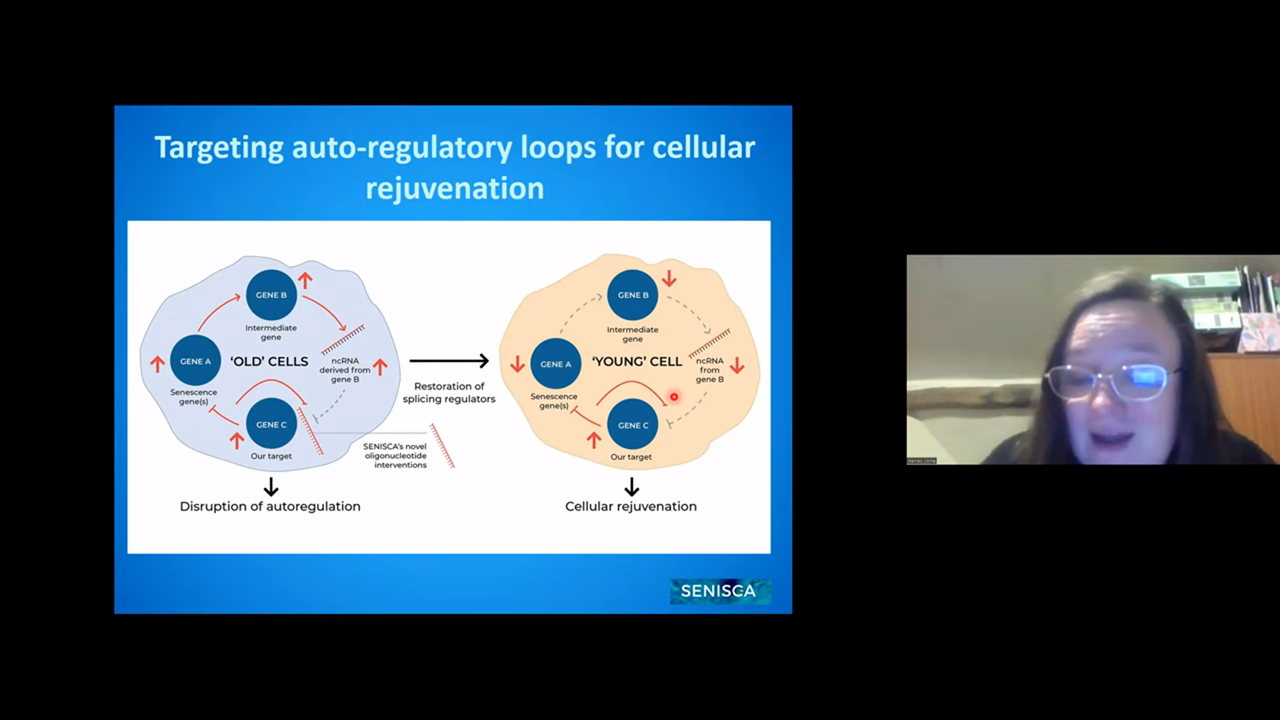 Targeting auto-regulatory loops for cellular
rejuvenation
GENE B
Intermediate
gene
GENE A
Senescence
gene(s)
'OLD' CELLS
ncRNA
derived from
gene B
GENE C
Our target
SENISCA's novel
oligonucleotide
interventions
Disruption of autoregulation
Restoration of
splicing regulators
GENE B
Intermediate
gene
GENE A
Senescence
gene(s)
'YOUNG' CELL
ncRNA
from
gene B
GENE C
Our target
Cellular rejuvenation
SENISCA